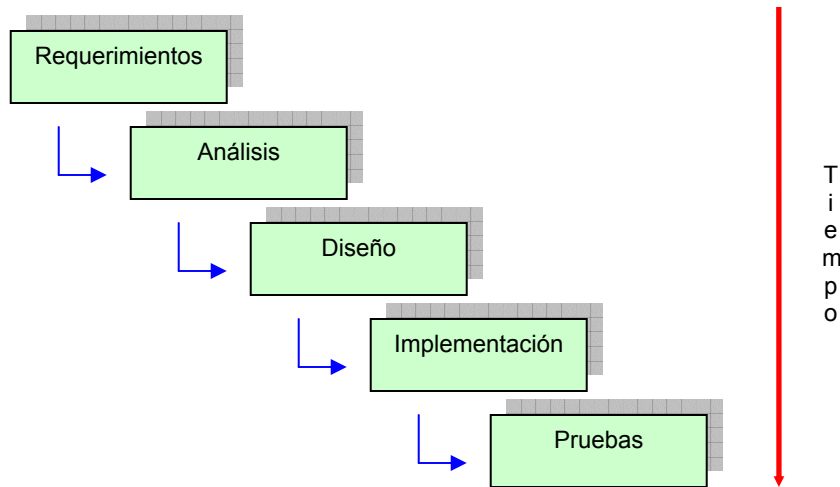 Requerimientos
Análisis
Diseño
Implementación
Pruebas
T
i
e
m
p
o